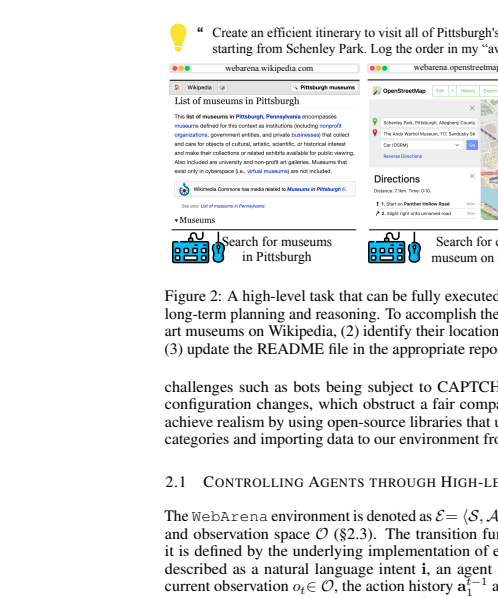 “ Create an efficient itinerary to visit all of Pittsburgh's
starting from Schenley Park. Log the order in my “av
webarena.wikipedia.com
Wikipedia
Pittsburgh museums
List of museums in Pittsburgh
This list of museums in Pittsburgh, Pennsylvania encompasses
museums defined for this context as institutions (including nonprofit
organizations, government entities, and private businesses) that collect
and care for objects of cultural, artistic, scientific, or historical interest
and make their collections or related exhibits available for public viewing.
Also included are university and non-profit art galleries. Museums that
exist only in cyberspace (i.e., virtual museums) are not included.
Wikimedia Commons has media related to Museums in Pittsburgh
See also: List of museums in Pennsylvania
Museums
Search for museums
in Pittsburgh
webarena.openstreetmap
OpenStreetMap Edit History Export
Schenley Park, Pittsburgh, Allegheny County
The Andy Warhol Museum, 117, Sandusky Str
Car (OSRM) Go
Reverse Directions
Directions
Distance: 7.1km. Time: 0:10.
1. Start on Panther Hollow Road
2. Slight right onto unnamed road
Search for e
museum on
Figure 2: A high-level task that can be fully executed
long-term planning and reasoning. To accomplish the
art museums on Wikipedia, (2) identify their location
(3) update the README file in the appropriate repo
challenges such as bots being subject to CAPTCH
configuration changes, which obstruct a fair compa
achieve realism by using open-source libraries that u
categories and importing data to our environment fro
2.1 CONTROLLING AGENTS THROUGH HIGH-LE
The WebArena environment is denoted as ℰ= ⟨𝒮, 𝒜
and observation space 𝒪 (§2.3). The transition fun
it is defined by the underlying implementation of e
described as a natural language intent i, an agent
current observation oₜ∈ 𝒪, the action history a₁ᵗ⁻¹ a